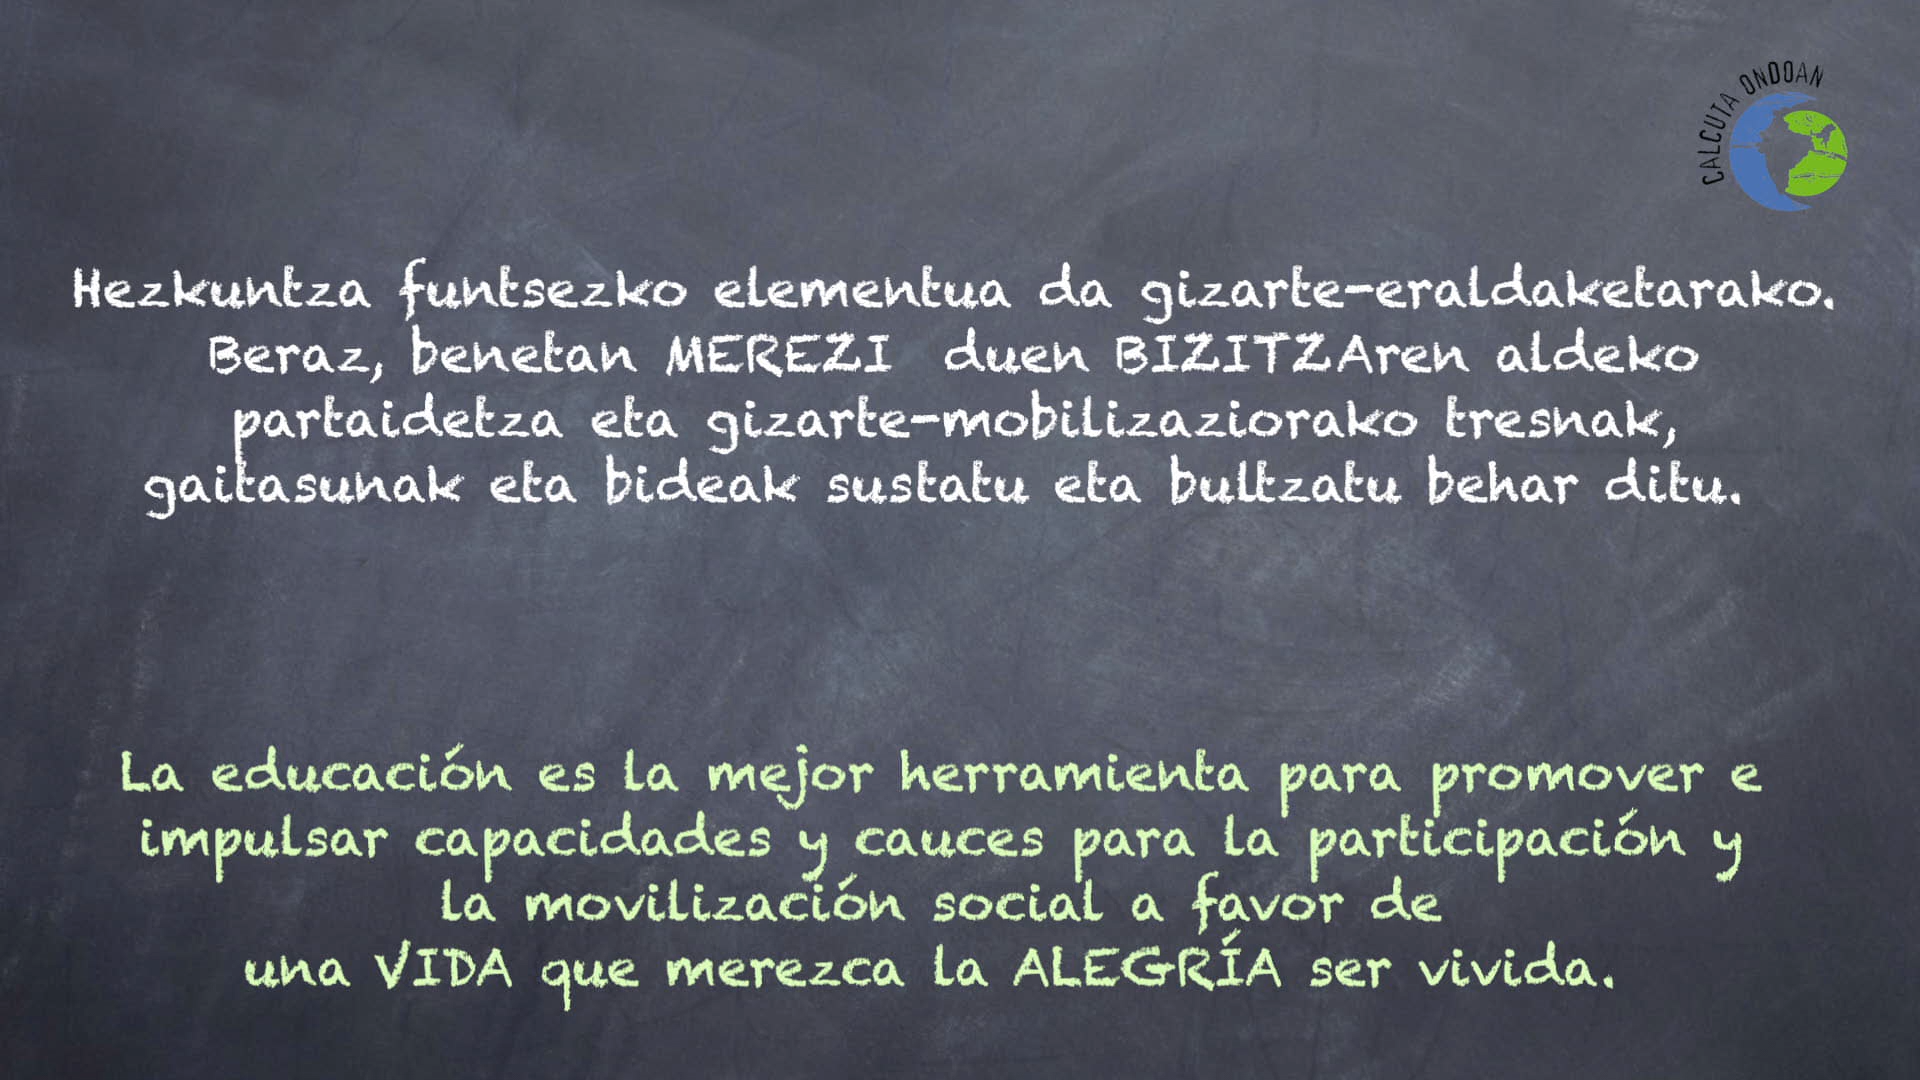 CALCUTA ONDOAN
Hezkuntza funtsezko elementua da gizarte-eraldaketarako.
Beraz, benetan MEREZI duen BIZITZAren aldeko
partaidetza eta gizarte-mobilizaziorako tresnak,
gaitasunak eta bideak sustatu eta bultzatu behar ditu.
La educación es la mejor herramienta para promover e
impulsar capacidades y cauces para la participación y
la movilización social a favor de
una VIDA que merezca la ALEGRÍA ser vivida.